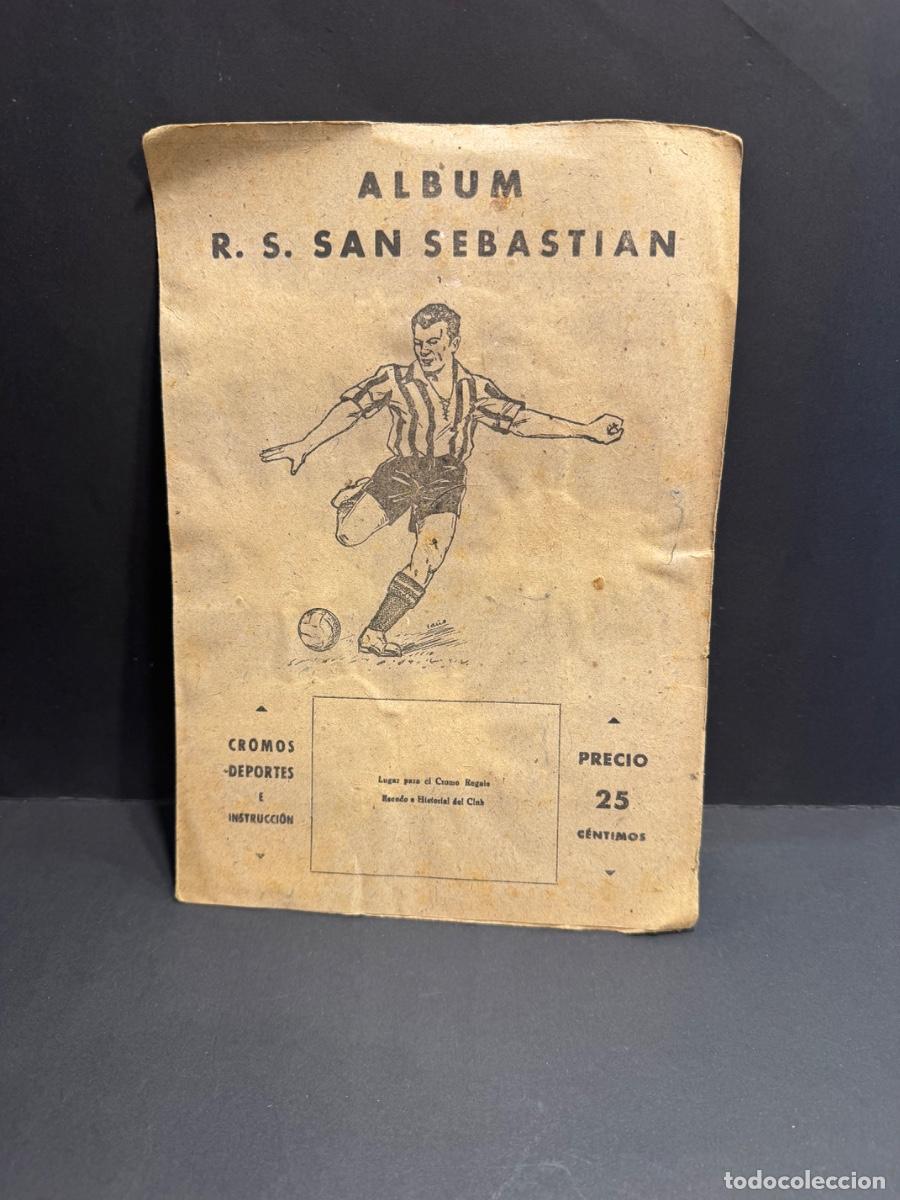 ALBUM
R. S. SAN SEBASTIAN
CROMOS
-DEPORTES
E
INSTRUCCIÓN
Lugar para el Cromo Regalo
Escudo e Historial del Club
PRECIO
25
CÉNTIMOS
todocoleccion